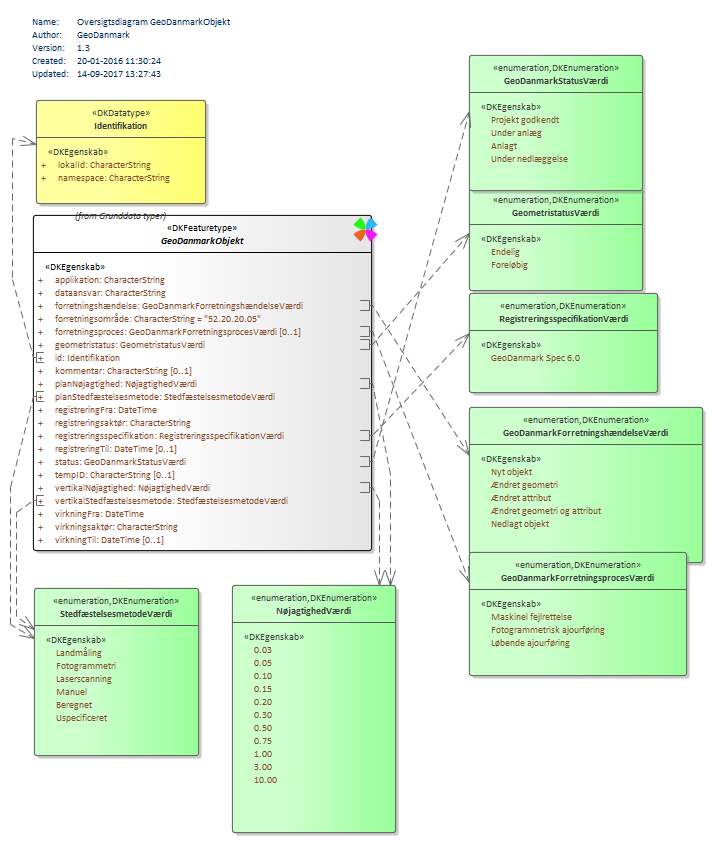 Name: Oversigtsdiagram GeoDanmarkObjekt
Author: GeoDanmark
Version: 1.3
Created: 20-01-2016 11:30:24
Updated: 14-09-2017 13:27:43
«DKDatatype»
Identifikation
«DKEgenskab»
+ lokalId: CharacterString
+ namespace: CharacterString
(from Grunddata typer)
«DKFeaturetype»
GeoDanmarkObjekt
«DKEgenskab»
+ applikation: CharacterString
+ dataansvar: CharacterString
+ forretningshændelse: GeoDanmarkForretningshændelseVærdi
+ forretningsområde: CharacterString = "52.20.20.05"
+ forretningsproces: GeoDanmarkForretningsprocesVærdi [0..1]
+ geometristatus: GeometristatusVærdi
+ id: Identifikation
+ kommentar: CharacterString [0..1]
+ planNøjagtighed: NøjagtighedVærdi
+ planStedfæstelsesmetode: StedfæstelsesmetodeVærdi
+ registreringFra: DateTime
+ registreringsaktør: CharacterString
+ registreringsspecifikation: RegistreringsspecifikationVærdi
+ registreringTil: DateTime [0..1]
+ status: GeoDanmarkStatusVærdi
+ tempID: CharacterString [0..1]
+ vertikalNøjagtighed: NøjagtighedVærdi
+ vertikalStedfæstelsesmetode: StedfæstelsesmetodeVærdi
+ virkningFra: DateTime
+ virkningsaktør: CharacterString
+ virkningTil: DateTime [0..1]
«enumeration,DKEnumeration»
GeoDanmarkStatusVærdi
«DKEgenskab»
Projekt godkendt
Under anlæg
Anlagt
Under nedlæggelse
«enumeration,DKEnumeration»
GeometristatusVærdi
«DKEgenskab»
Endelig
Foreløbig
«enumeration,DKEnumeration»
RegistreringsspecifikationVærdi
«DKEgenskab»
GeoDanmark Spec 6.0
«enumeration,DKEnumeration»
GeoDanmarkForretningshændelseVærdi
«DKEgenskab»
Nyt objekt
Ændret geometri
Ændret attribut
Ændret geometri og attribut
Nedlagt objekt
«enumeration,DKEnumeration»
GeoDanmarkForretningsprocesVærdi
«DKEgenskab»
Maskinel fejlrettelse
Fotogrammetrisk ajourføring
Løbende ajourføring
«enumeration,DKEnumeration»
StedfæstelsesmetodeVærdi
«DKEgenskab»
Landmåling
Fotogrammetri
Laserscanning
Manuel
Beregnet
Uspecificeret
«enumeration,DKEnumeration»
NøjagtighedVærdi
«DKEgenskab»
0.03
0.05
0.10
0.15
0.20
0.30
0.50
0.75
1.00
3.00
10.00